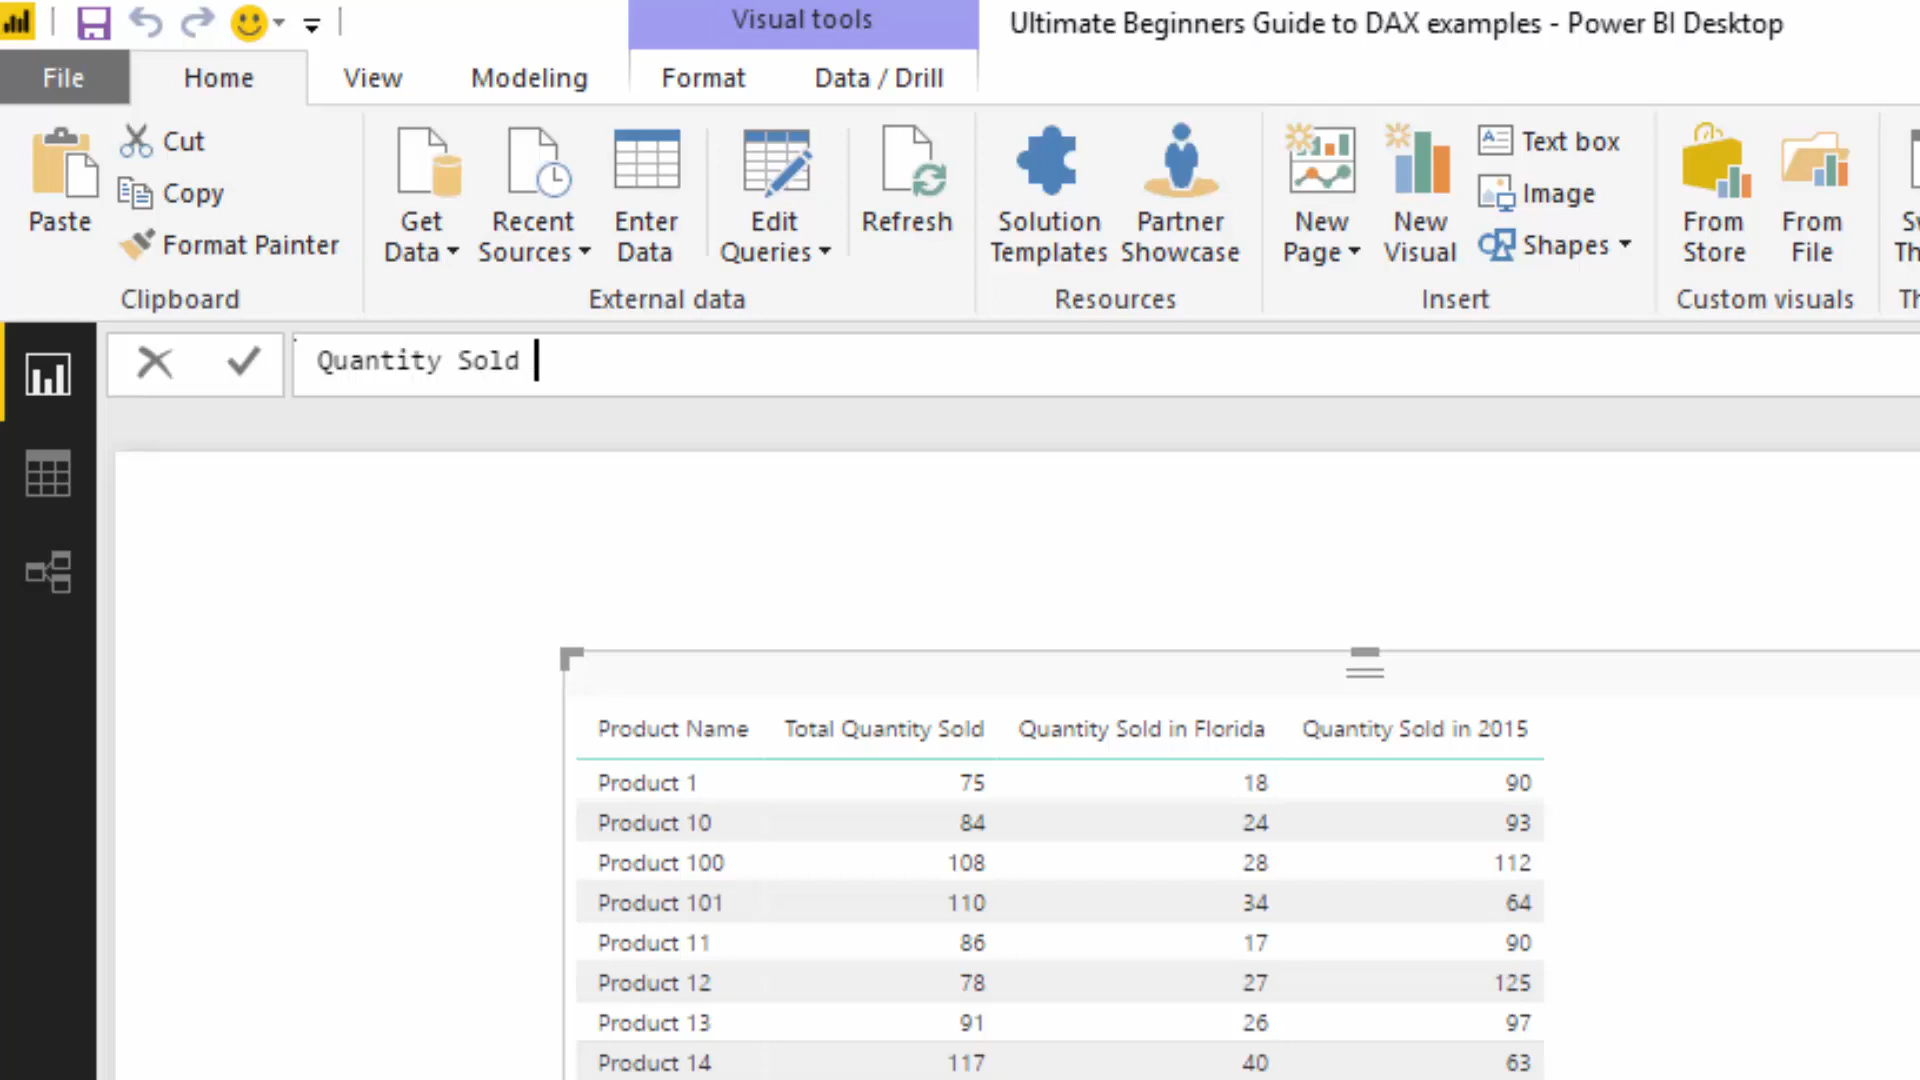 Visual tools
Ultimate Beginners Guide to DAX examples - Power BI Desktop
File Home View Modeling Format Data / Drill
Paste
Cut
Copy
Format Painter
Clipboard
Get Data
Recent Sources
Enter Data
Edit Queries
Refresh
External data
Solution Templates
Partner Showcase
Resources
New Page
New Visual
Text box
Image
Shapes
Insert
From Store
From File
Custom visuals
Quantity Sold
Product Name Total Quantity Sold Quantity Sold in Florida Quantity Sold in 2015
Product 1 75 18 90
Product 10 84 24 93
Product 100 108 28 112
Product 101 110 34 64
Product 11 86 17 90
Product 12 78 27 125
Product 13 91 26 97
Product 14 117 40 63